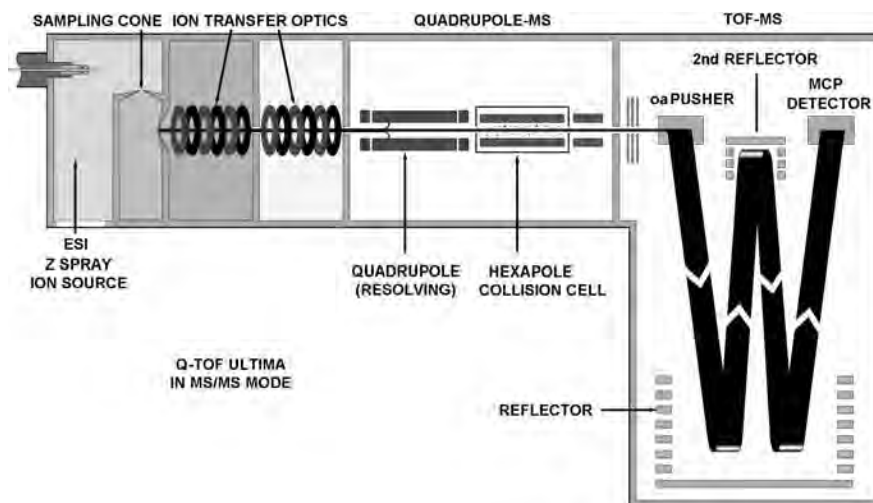 SAMPLING CONE
ION TRANSFER OPTICS
QUADRUPOLE-MS
TOF-MS
2nd REFLECTOR
oa PUSHER
MCP
DETECTOR
ESI
Z SPRAY
ION SOURCE
QUADRUPOLE
(RESOLVING)
HEXAPOLE
COLLISION CELL
Q-TOF ULTIMA
IN MS/MS MODE
REFLECTOR